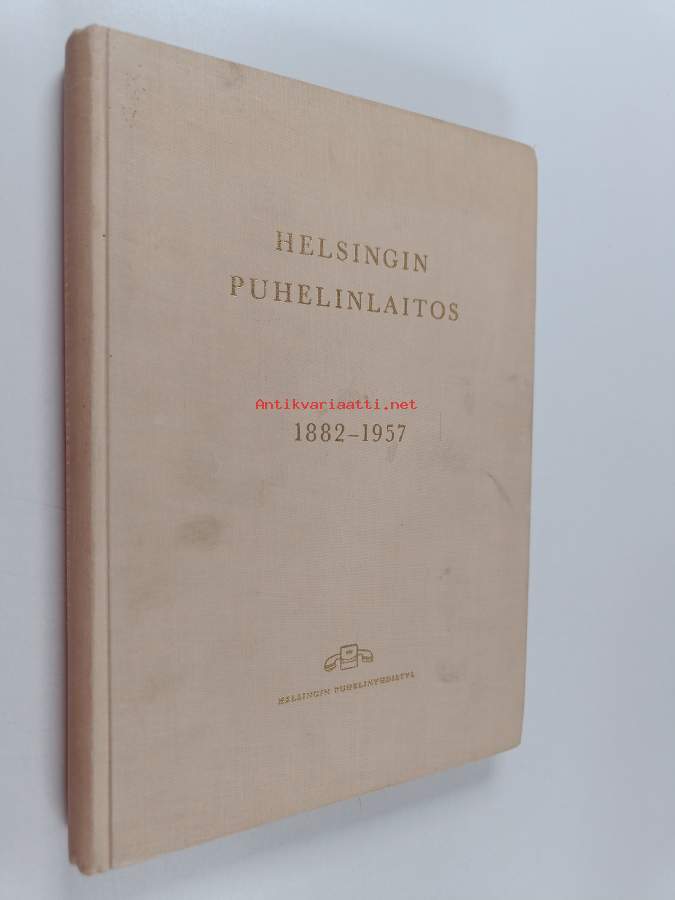 HELSINGIN
PUHELINLAITOS
Antikvariaatti.net
1882–1957
HELSINGIN PUHELINYHDISTYS